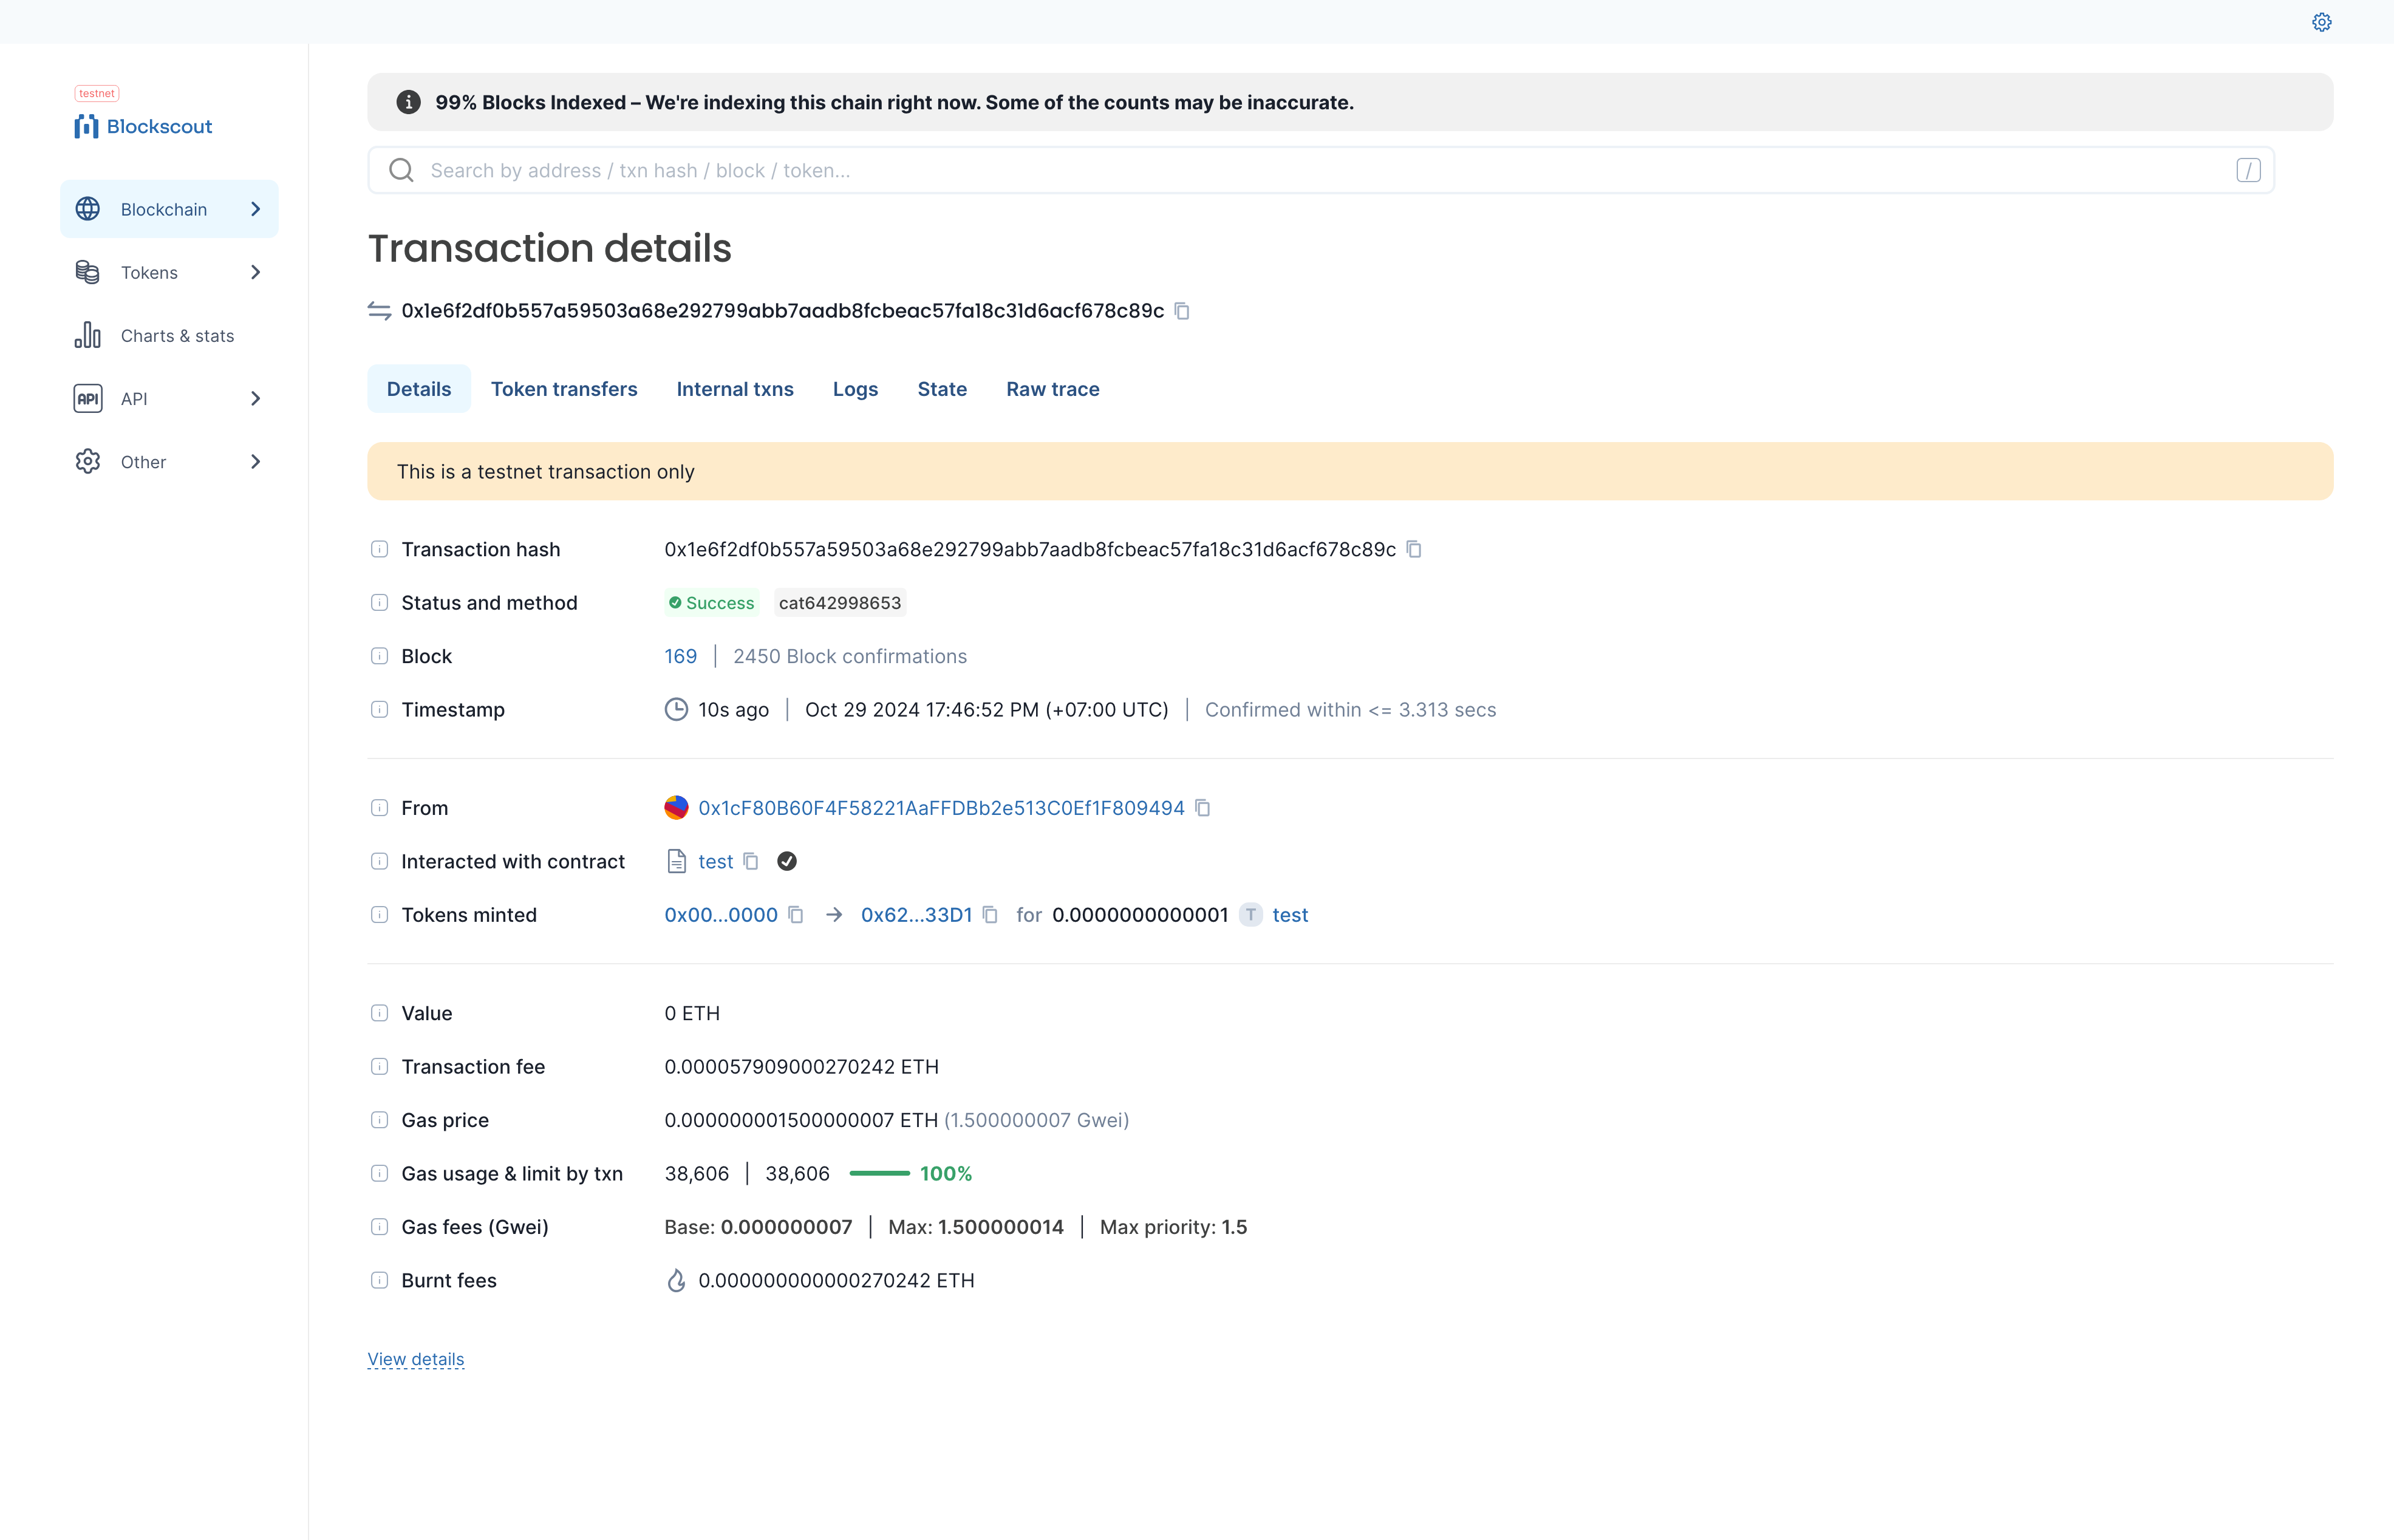 testnet
Blockscout
Blockchain
Tokens
Charts & stats
API API
Other
99% Blocks Indexed – We're indexing this chain right now. Some of the counts may be inaccurate.
Search by address / txn hash / block / token... /
Transaction details
0x1e6f2df0b557a59503a68e292799abb7aadb8fcbeac57fa18c31d6acf678c89c
Details Token transfers Internal txns Logs State Raw trace
This is a testnet transaction only
Transaction hash 0x1e6f2df0b557a59503a68e292799abb7aadb8fcbeac57fa18c31d6acf678c89c
Status and method Success cat642998653
Block 169 | 2450 Block confirmations
Timestamp 10s ago | Oct 29 2024 17:46:52 PM (+07:00 UTC) | Confirmed within <= 3.313 secs
From 0x1cF80B60F4F58221AaFFDBb2e513C0Ef1F809494
Interacted with contract test
Tokens minted 0x00...0000 → 0x62...33D1 for 0.0000000000001 T test
Value 0 ETH
Transaction fee 0.000057909000270242 ETH
Gas price 0.000000001500000007 ETH (1.500000007 Gwei)
Gas usage & limit by txn 38,606 | 38,606 100%
Gas fees (Gwei) Base: 0.000000007 | Max: 1.500000014 | Max priority: 1.5
Burnt fees 0.000000000000270242 ETH
View details